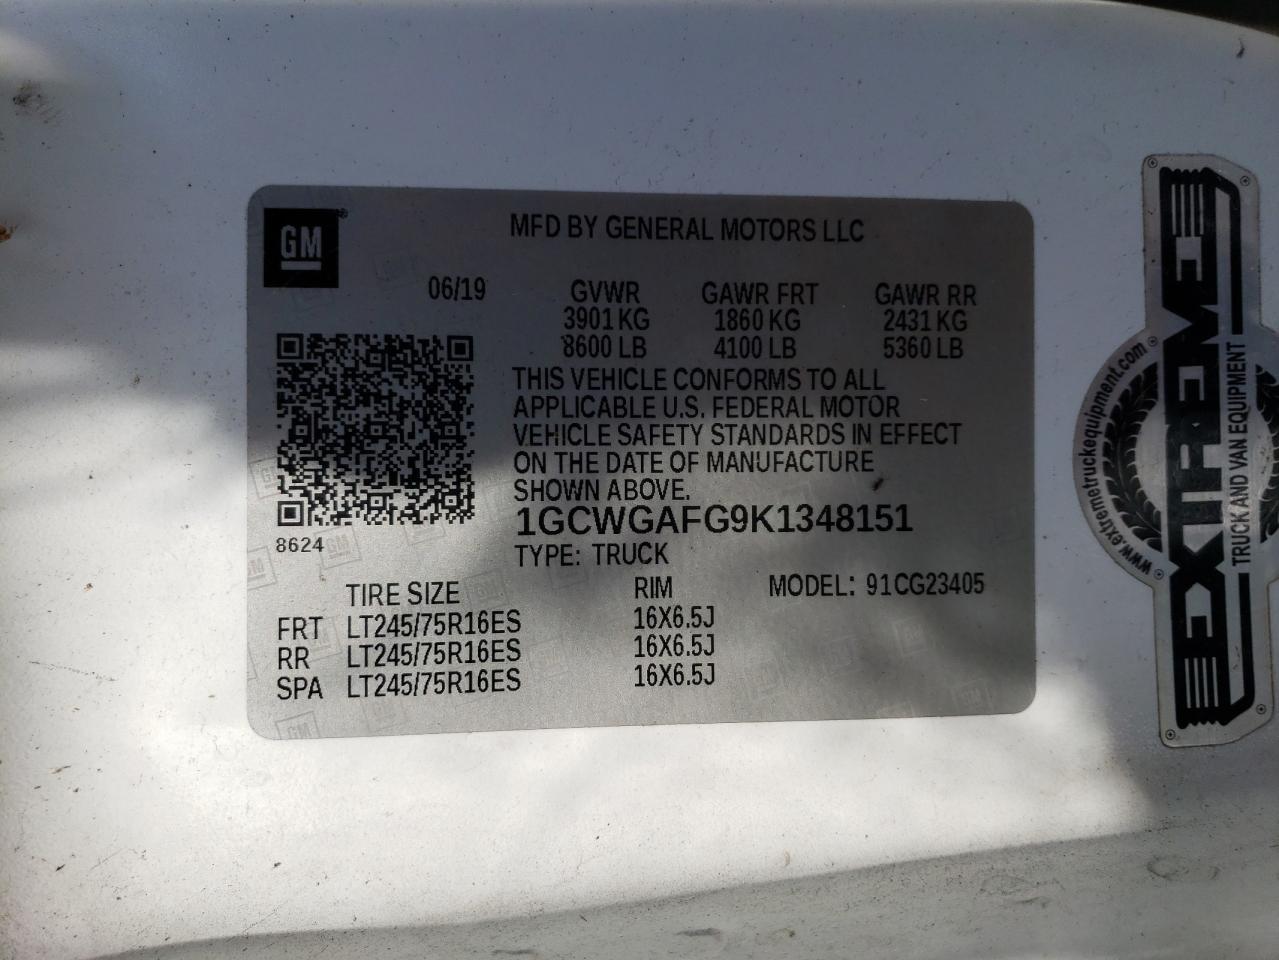 GM
MFD BY GENERAL MOTORS LLC
06/19 GVWR GAWR FRT GAWR RR
3901 KG 1860 KG 2431 KG
8600 LB 4100 LB 5360 LB
THIS VEHICLE CONFORMS TO ALL
APPLICABLE U.S. FEDERAL MOTOR
VEHICLE SAFETY STANDARDS IN EFFECT
ON THE DATE OF MANUFACTURE
SHOWN ABOVE.
1GCWGAFG9K1348151
8624
TYPE: TRUCK
TIRE SIZE RIM MODEL: 91CG23405
FRT LT245/75R16ES 16X6.5J
RR LT245/75R16ES 16X6.5J
SPA LT245/75R16ES 16X6.5J
www.extremetruckequipment.com
EXTREME
TRUCK AND VAN EQUIPMENT